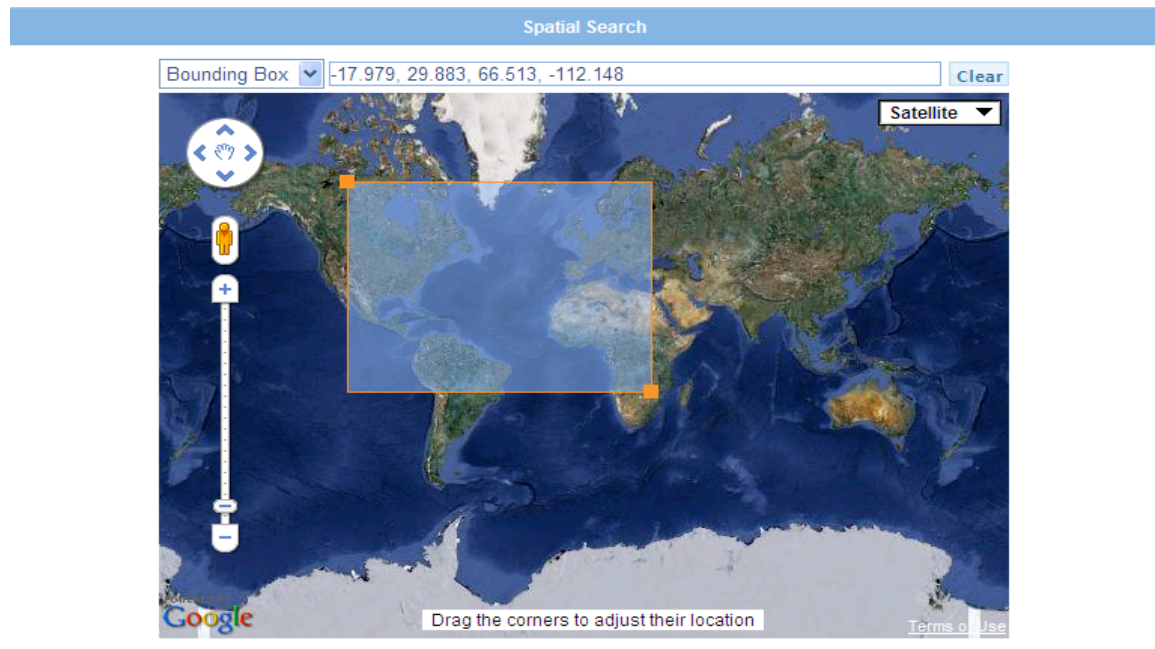 Spatial Search
Bounding Box -17.979, 29.883, 66.513, -112.148 Clear
Satellite
Google
Drag the corners to adjust their location
Terms of Use